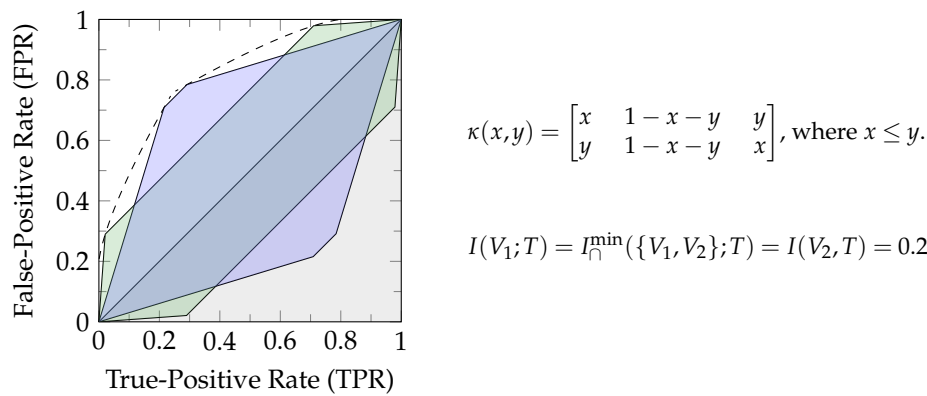 1
0.8
0.6
0.4
0.2
0
0 0.2 0.4 0.6 0.8 1
False-Positive Rate (FPR)
True-Positive Rate (TPR)
κ(x, y) = [x 1 − x − y y
y 1 − x − y x], where x ≤ y.
I(V₁; T) = I∩ᵐⁱⁿ({V₁, V₂}; T) = I(V₂, T) = 0.2